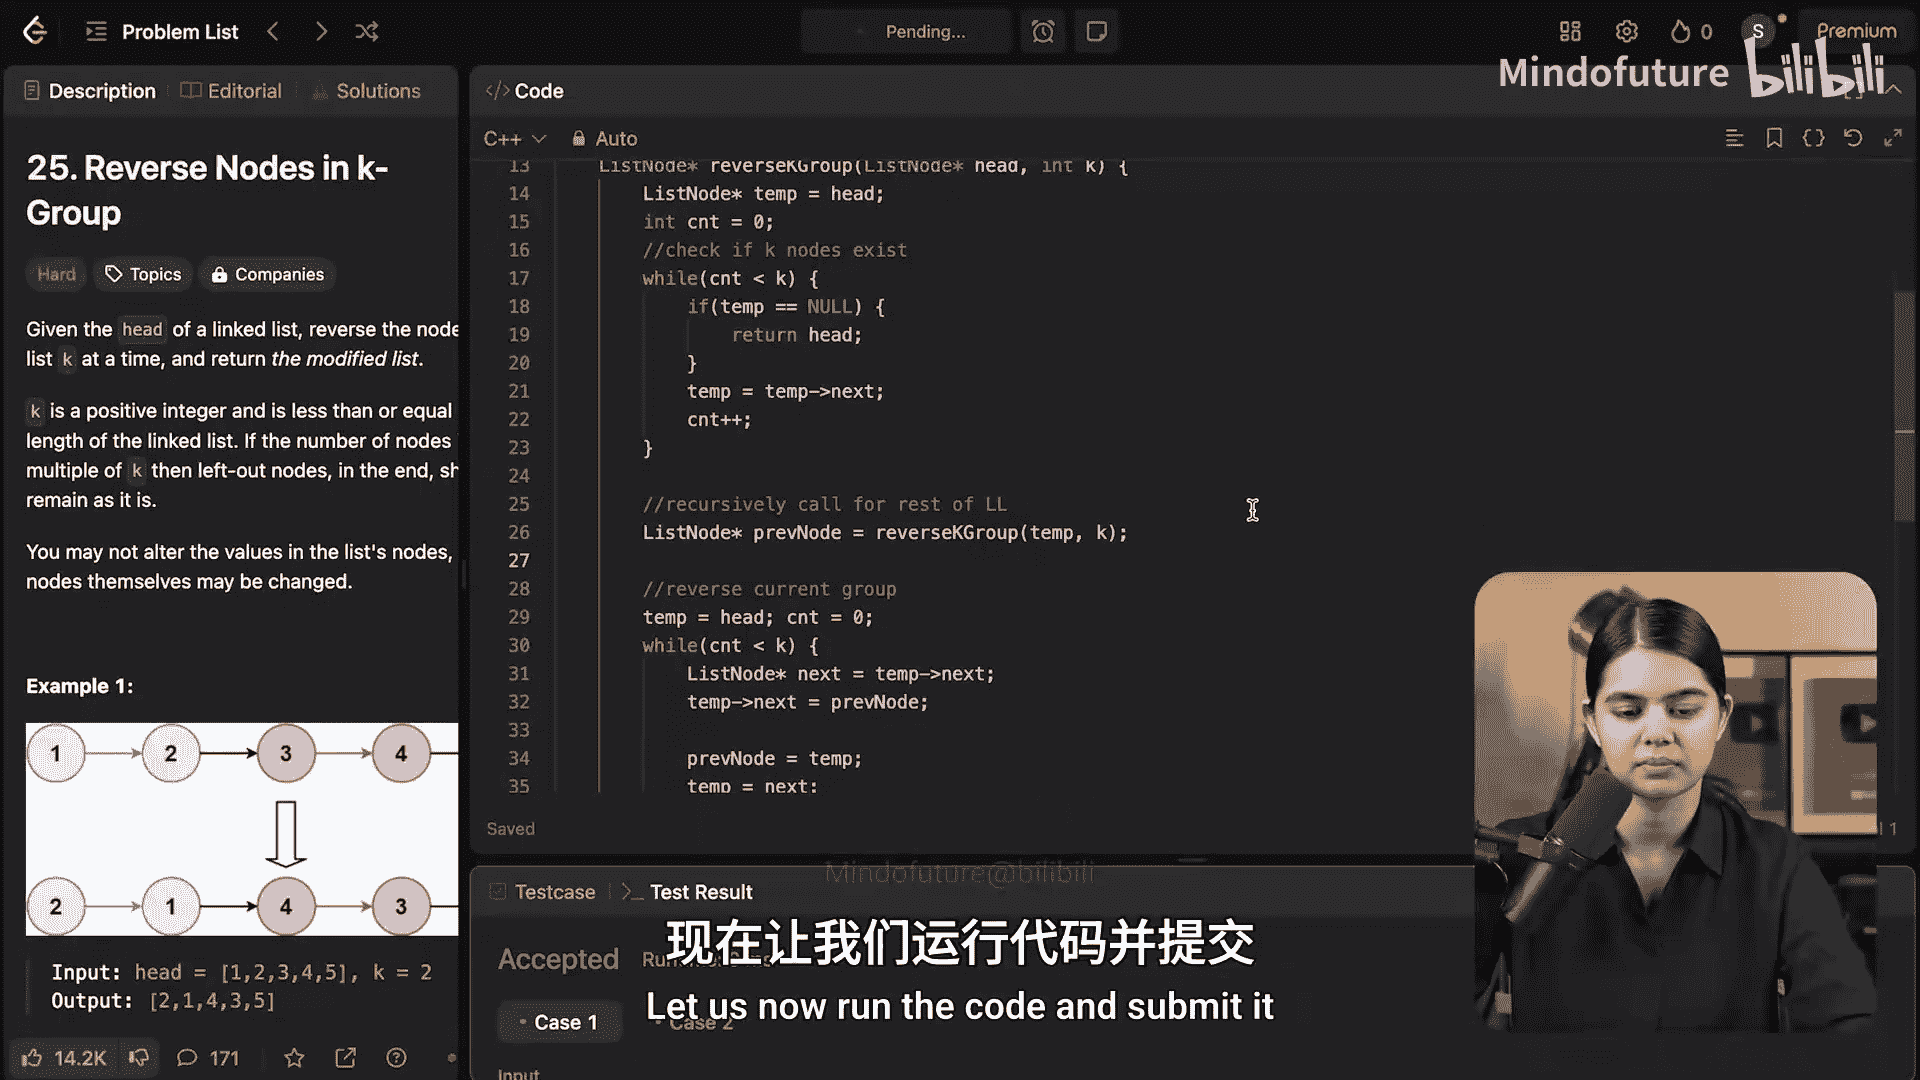 Problem List
Pending...
0
S
Premium
Mindofuture bilibili
Description
Editorial
Solutions
25. Reverse Nodes in k-
Group
Hard
Topics
Companies
Given the head of a linked list, reverse the node
list k at a time, and return the modified list.
k is a positive integer and is less than or equal
length of the linked list. If the number of nodes
multiple of k then left-out nodes, in the end, sh
remain as it is.
You may not alter the values in the list's nodes,
nodes themselves may be changed.
Example 1:
1 2 3 4
2 1 4 3
Input: head = [1,2,3,4,5], k = 2
Output: [2,1,4,3,5]
14.2K
171
</> Code
C++
Auto
13 ListNode* reverseKGroup(ListNode* head, int k) {
14 ListNode* temp = head;
15 int cnt = 0;
16 //check if k nodes exist
17 while(cnt < k) {
18 if(temp == NULL) {
19 return head;
20 }
21 temp = temp->next;
22 cnt++;
23 }
24
25 //recursively call for rest of LL
26 ListNode* prevNode = reverseKGroup(temp, k);
27
28 //reverse current group
29 temp = head; cnt = 0;
30 while(cnt < k) {
31 ListNode* next = temp->next;
32 temp->next = prevNode;
33
34 prevNode = temp;
35 temp = next;
Saved
Mindofuture@bilibili
Testcase
Test Result
Accepted
现在让我们运行代码并提交
Let us now run the code and submit it
Case 1
Case 2
Input